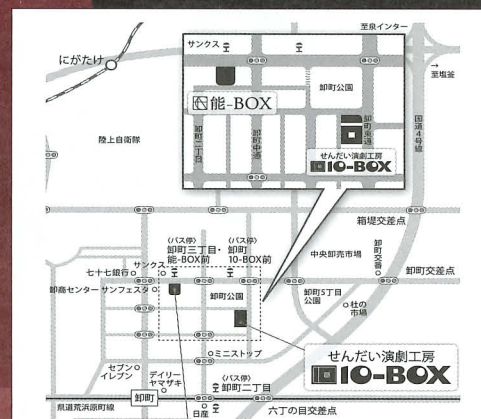 至泉インター
サンクス
にがたけ
→
至塩釜
卸町公園
能-BOX
国道4号線
卸町東通
陸上自衛隊
卸町二丁目
卸町中通
せんだい演劇工房
10-BOX
箱堤交差点
〈バス停〉
卸町三丁目・
能-BOX前
〈バス停〉
卸町
10-BOX前
中央卸売市場
卸町交番
サンクス
七十七銀行
卸町交差点
卸商センター サンフェスタ
卸町公園
卸町5丁目
公園
杜の
市場
ミニストップ
せんだい演劇工房
10-BOX
セブン
イレブン
デイリー
ヤマザキ
〈バス停〉
卸町二丁目
県道荒浜原町線
卸町
日産
六丁の目交差点